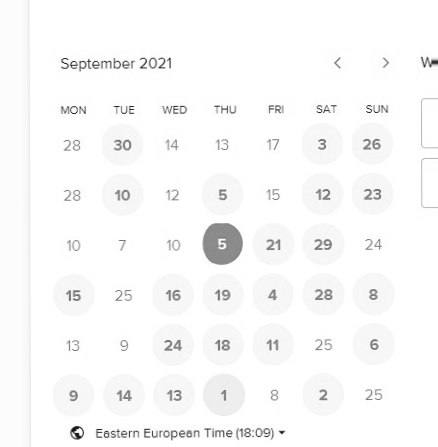 September 2021
MON TUE WED THU FRI SAT SUN
28 30 14 13 17 3 26
28 10 12 5 15 12 23
10 7 10 5 21 29 24
15 25 16 19 4 28 8
13 9 24 18 11 25 6
9 14 13 1 8 2 25
Eastern European Time (18:09)